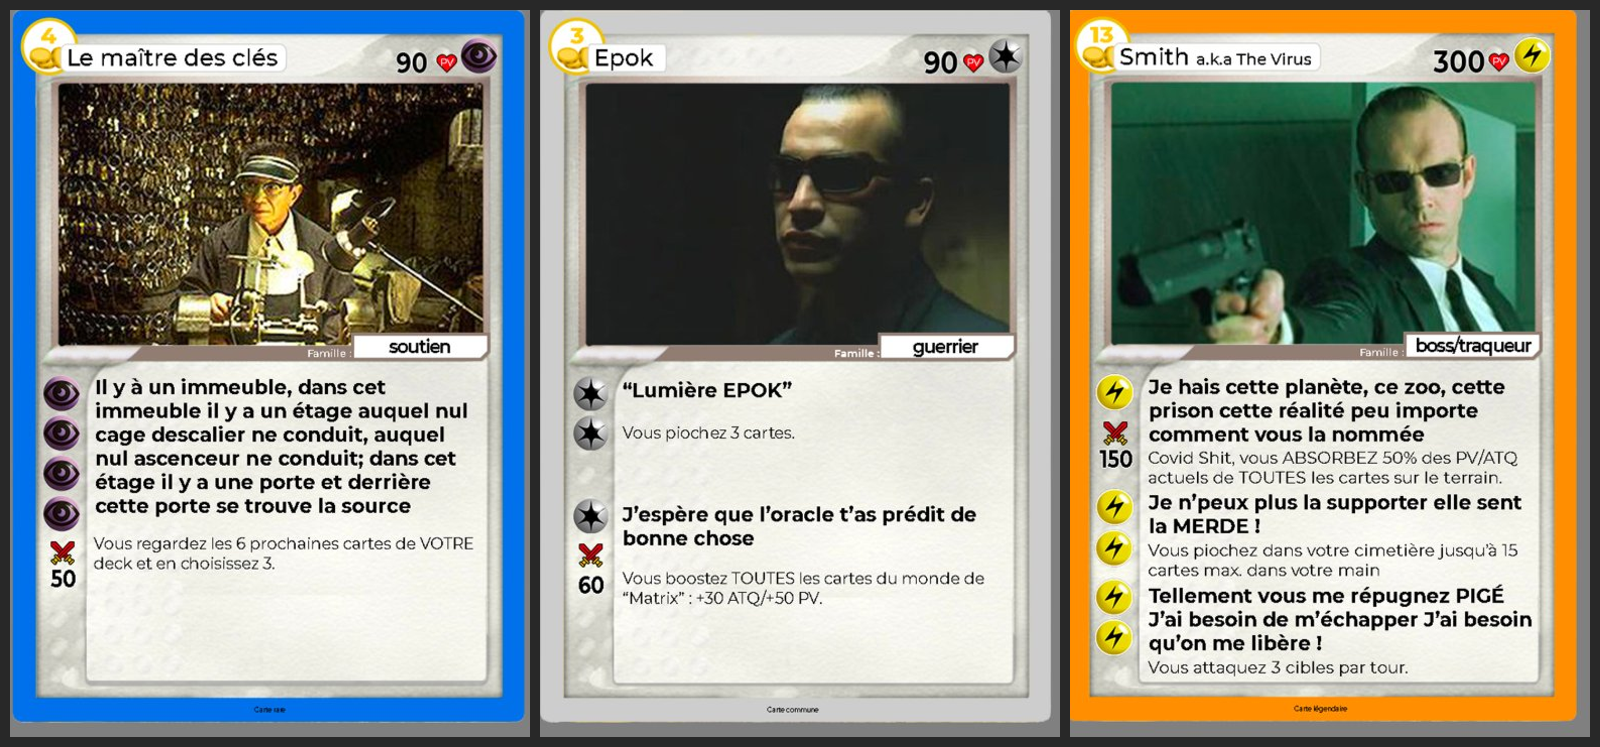 4
Le maître des clés
90 PV
Famille : soutien
Il y à un immeuble, dans cet
immeuble il y a un étage auquel nul
cage descalier ne conduit, auquel
nul ascenceur ne conduit; dans cet
étage il y a une porte et derrière
cette porte se trouve la source
50
Vous regardez les 6 prochaines cartes de VOTRE
deck et en choisissez 3.
Carte rare
3
Epok
90 PV
Famille : guerrier
“Lumière EPOK”
Vous piochez 3 cartes.
J’espère que l’oracle t’as prédit de
bonne chose
60
Vous boostez TOUTES les cartes du monde de
“Matrix” : +30 ATQ/+50 PV.
Carte commune
13
Smith a.k.a The Virus
300 PV
Famille : boss/traqueur
Je hais cette planète, ce zoo, cette
prison cette réalité peu importe
comment vous la nommée
150
Covid Shit, vous ABSORBEZ 50% des PV/ATQ
actuels de TOUTES les cartes sur le terrain.
Je n’peux plus la supporter elle sent
la MERDE !
Vous piochez dans votre cimetière jusqu'à 15
cartes max. dans votre main
Tellement vous me répugnez PIGÉ
J’ai besoin de m’échapper J’ai besoin
qu’on me libère !
Vous attaquez 3 cibles par tour.
Carte légendaire